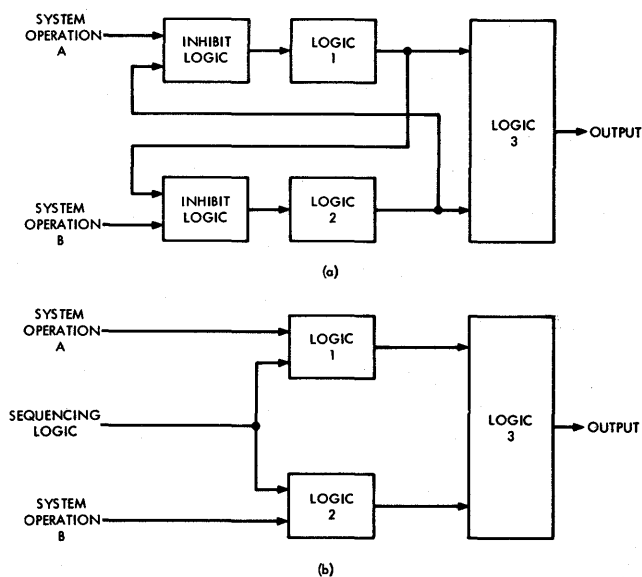 SYSTEM
OPERATION
A
INHIBIT
LOGIC
LOGIC
1
LOGIC
3
OUTPUT
SYSTEM
OPERATION
B
INHIBIT
LOGIC
LOGIC
2
(a)
SYSTEM
OPERATION
A
LOGIC
1
SEQUENCING
LOGIC
LOGIC
3
OUTPUT
SYSTEM
OPERATION
B
LOGIC
2
(b)